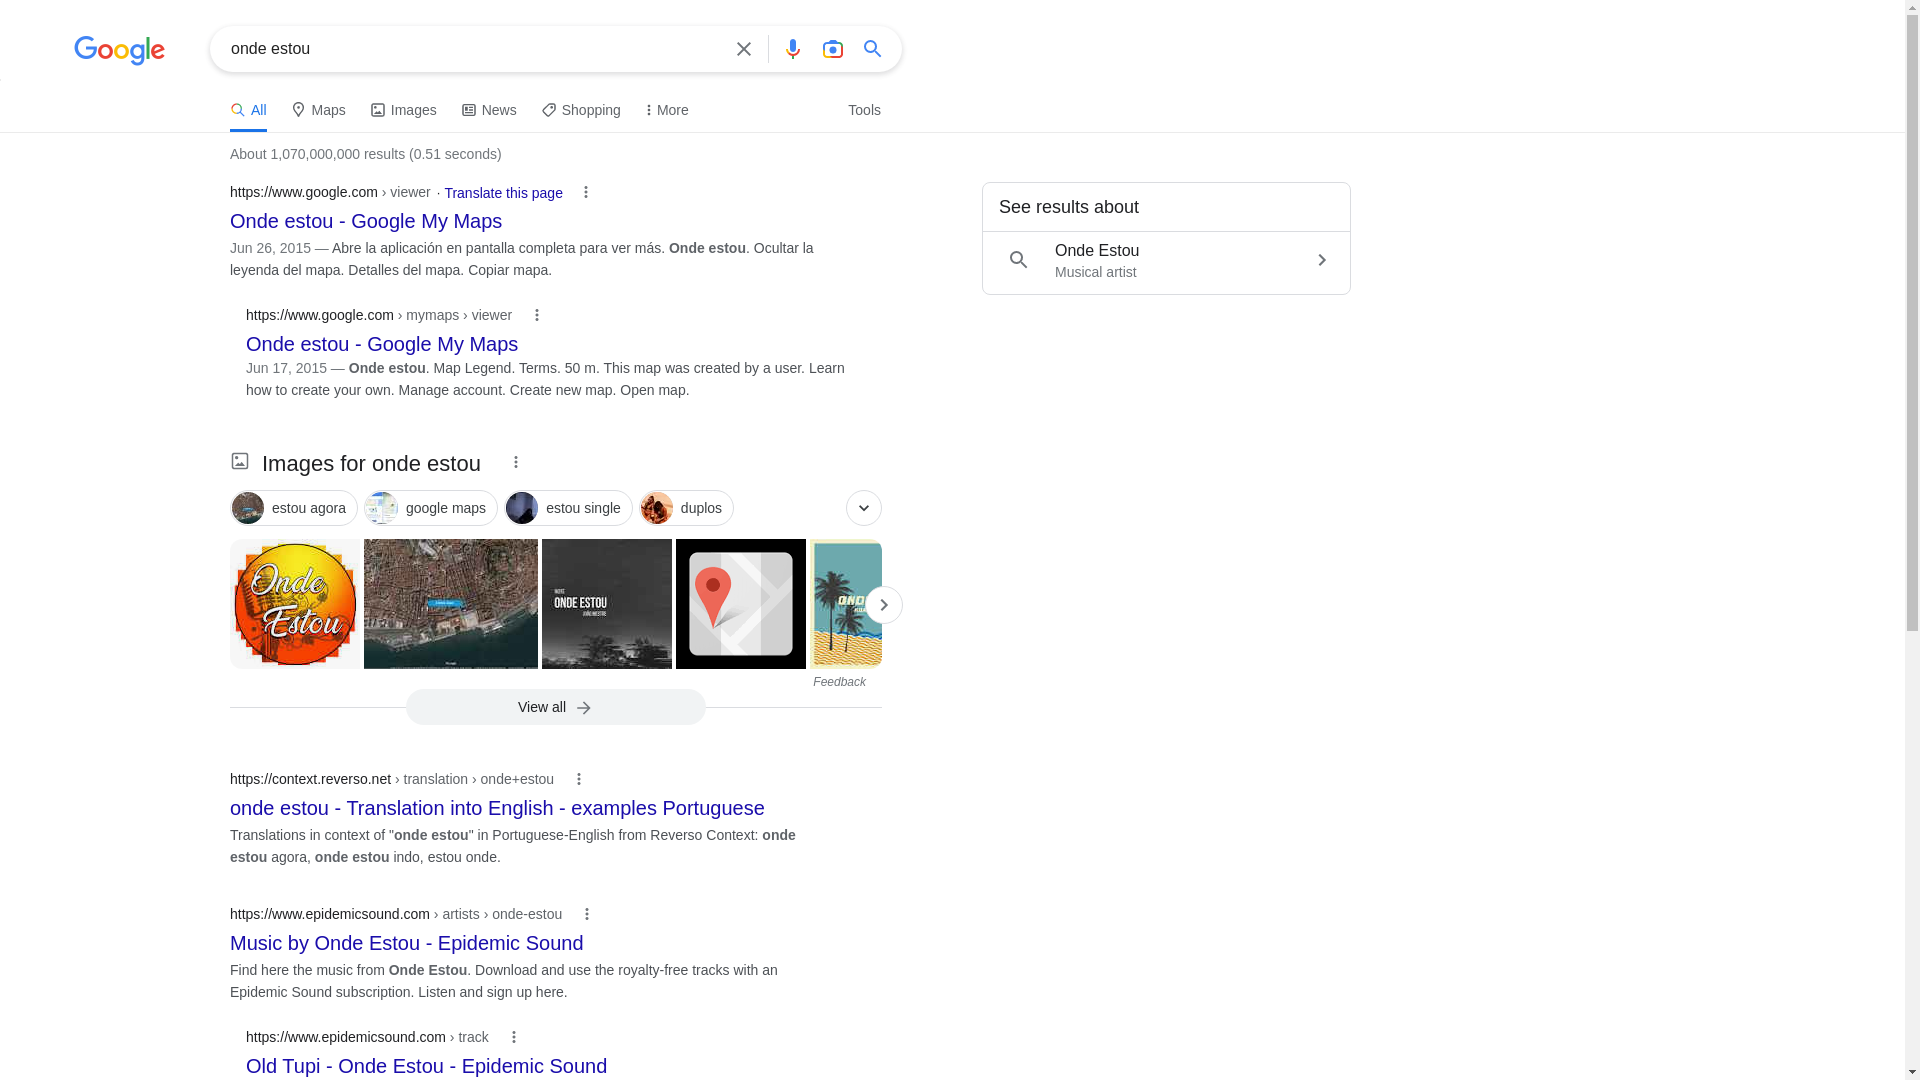 Google
onde estou
All
Maps
Images
News
Shopping
More
Tools
About 1,070,000,000 results (0.51 seconds)
https://www.google.com › viewer · Translate this page
Onde estou - Google My Maps
Jun 26, 2015 — Abre la aplicación en pantalla completa para ver más. Onde estou. Ocultar la
leyenda del mapa. Detalles del mapa. Copiar mapa.
https://www.google.com › mymaps › viewer
Onde estou - Google My Maps
Jun 17, 2015 — Onde estou. Map Legend. Terms. 50 m. This map was created by a user. Learn
how to create your own. Manage account. Create new map. Open map.
Images for onde estou
estou agora
google maps
estou single
duplos
Onde
Estou
ONDE ESTOU
Feedback
View all
https://context.reverso.net › translation › onde+estou
onde estou - Translation into English - examples Portuguese
Translations in context of "onde estou" in Portuguese-English from Reverso Context: onde
estou agora, onde estou indo, estou onde.
https://www.epidemicsound.com › artists › onde-estou
Music by Onde Estou - Epidemic Sound
Find here the music from Onde Estou. Download and use the royalty-free tracks with an
Epidemic Sound subscription. Listen and sign up here.
https://www.epidemicsound.com › track
Old Tupi - Onde Estou - Epidemic Sound
See results about
Onde Estou
Musical artist